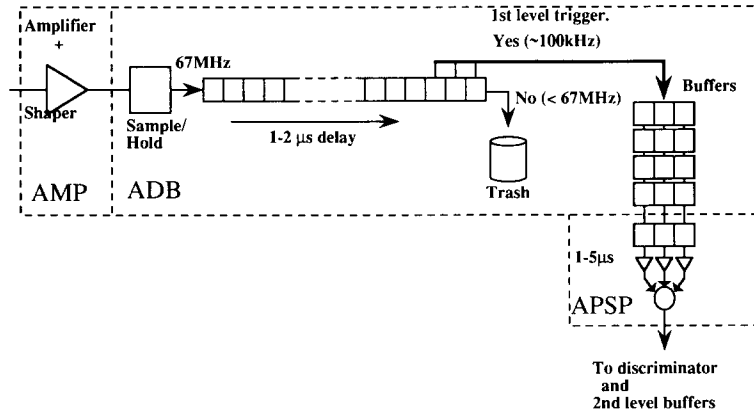 1st level trigger.
Amplifier
+
Yes (~100kHz)
67MHz
Buffers
No (< 67MHz)
Shaper
Sample/
Hold
1-2 μs delay
Trash
AMP
ADB
1-5μs
APSP
To discriminator
and
2nd level buffers